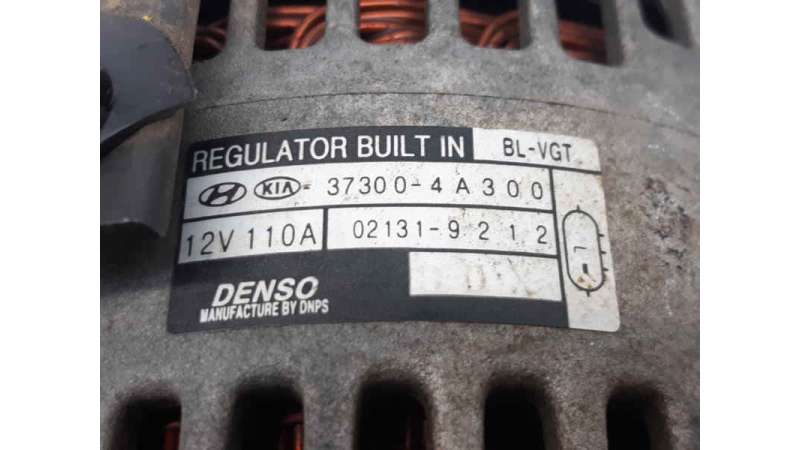 REGULATOR BUILT IN BL-VGT
KIA 37300-4A300
12V 110A 02131-9212
DENSO
MANUFACTURE BY DNPS